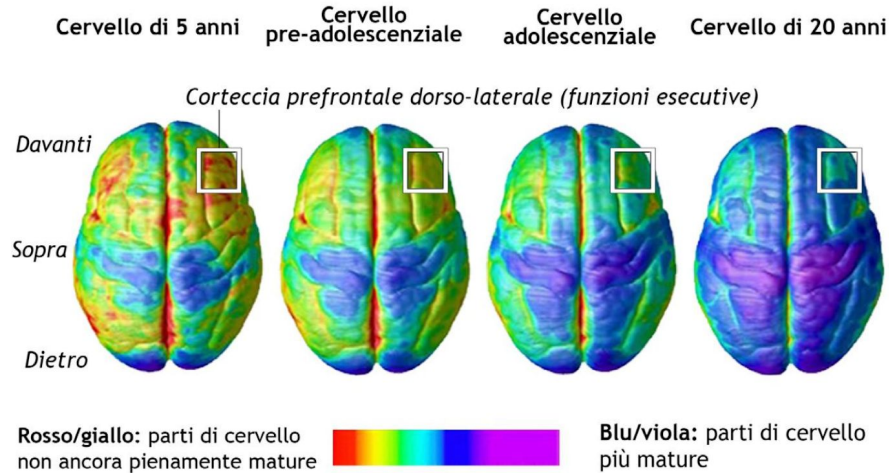 Cervello di 5 anni
Cervello
pre-adolescenziale
Cervello
adolescenziale
Cervello di 20 anni
Corteccia prefrontale dorso-laterale (funzioni esecutive)
Davanti
Sopra
Dietro
Rosso/giallo: parti di cervello
non ancora pienamente mature
Blu/viola: parti di cervello
più mature